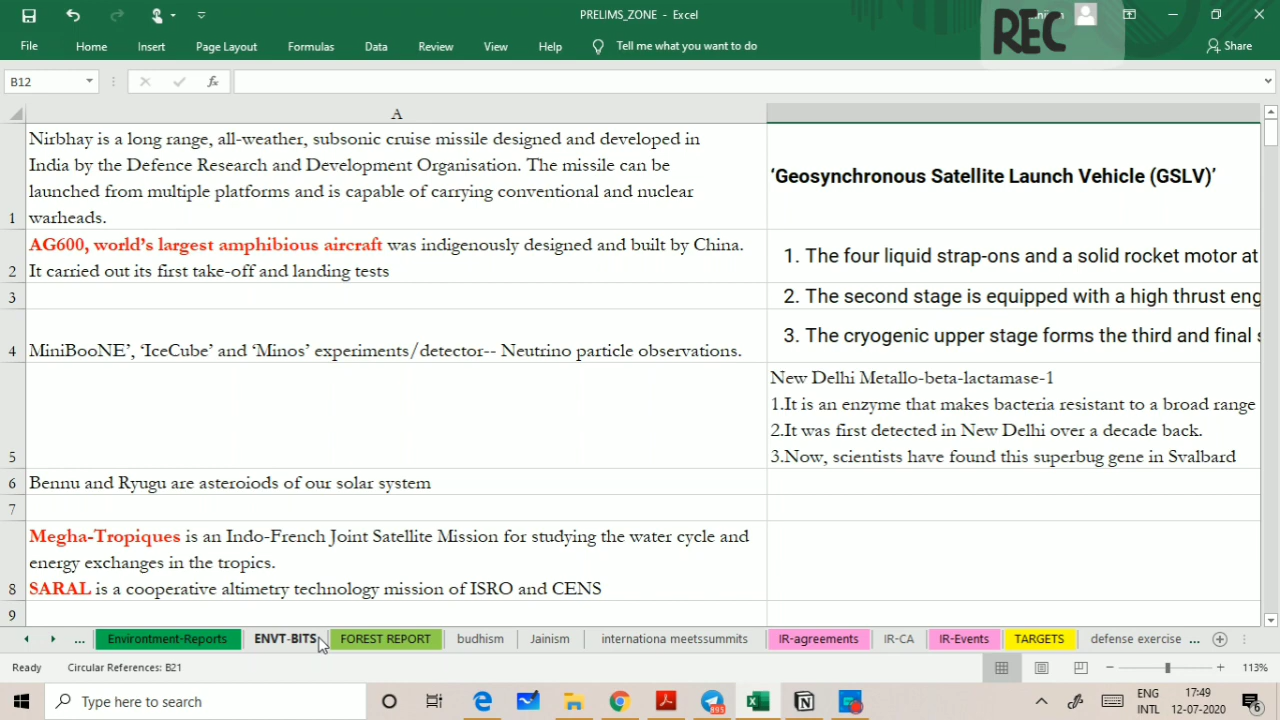 PRELIMS_ZONE - Excel
REC
File Home Insert Page Layout Formulas Data Review View Help Tell me what you want to do Share
B12 fx
A
1 Nirbhay is a long range, all-weather, subsonic cruise missile designed and developed in
India by the Defence Research and Development Organisation. The missile can be
launched from multiple platforms and is capable of carrying conventional and nuclear
warheads.
‘Geosynchronous Satellite Launch Vehicle (GSLV)’
2 AG600, world’s largest amphibious aircraft was indigenously designed and built by China.
It carried out its first take-off and landing tests
1. The four liquid strap-ons and a solid rocket motor at
3
2. The second stage is equipped with a high thrust eng
4 MiniBooNE’, ‘IceCube’ and ‘Minos’ experiments/detector-- Neutrino particle observations.
3. The cryogenic upper stage forms the third and final
5
New Delhi Metallo-beta-lactamase-1
1.It is an enzyme that makes bacteria resistant to a broad range
2.It was first detected in New Delhi over a decade back.
3.Now, scientists have found this superbug gene in Svalbard
6 Bennu and Ryugu are asteroiods of our solar system
7
8 Megha-Tropiques is an Indo-French Joint Satellite Mission for studying the water cycle and
energy exchanges in the tropics.
SARAL is a cooperative altimetry technology mission of ISRO and CENS
9
... Environtment-Reports ENVT-BITS FOREST REPORT budhism Jainism internationa meetssummits IR-agreements IR-CA IR-Events TARGETS defense exercise ...
Ready Circular References: B21 113%
Type here to search
895
ENG
INTL
17:49
12-07-2020
6